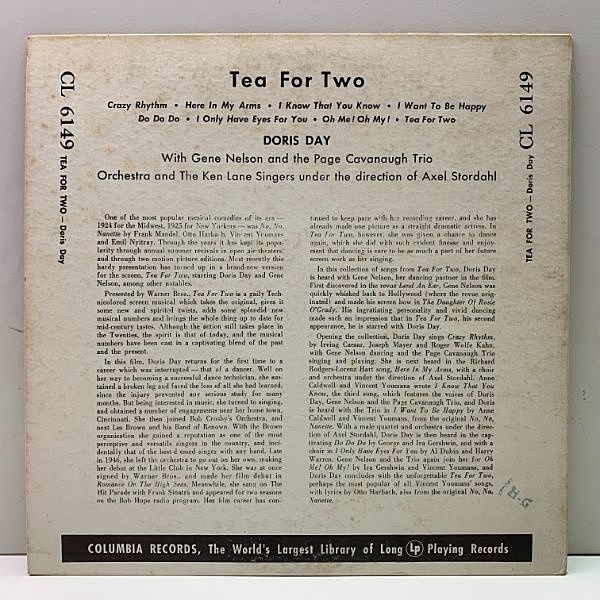 Tea For Two
Crazy Rhythm • Here In My Arms • I Know That You Know • I Want To Be Happy
Do Do Do • I Only Have Eyes For You • Oh Me! Oh My! • Tea For Two
DORIS DAY
With Gene Nelson and the Page Cavanaugh Trio
Orchestra and The Ken Lane Singers under the direction of Axel Stordahl
CL 6149 TEA FOR TWO — Doris Day
One of the most popular musical comedies of its era —
1924 for the Midwest, 1925 for New Yorkers — was No, No,
Nanette by Frank Mandel, Otto Harbach, Vincent Youmans
and Emil Nyitray. Through the years it has kept its popu-
larity through annual summer revivals in open air theaters,
and through two motion picture editions. Most recently this
hardy presentation has turned up in a brand-new version
for the screen, Tea For Two, starring Doris Day and Gene
Nelson, among other notables.
Presented by Warner Bros., Tea For Two is a gaily Tech-
nicolored screen musical which takes the original, gives it
some new and spirited twists, adds some splendid new
musical numbers and brings the whole thing up to date for
mid-century tastes. Although the action still takes place in
the Twenties, the spirit is that of today, and the musical
numbers have been cast in a captivating blend of the past
and the present.
In this film, Doris Day returns for the first time to a
career which was interrupted — that of a dancer. Well on
her way to becoming a successful dance technician, she sus-
tained a broken leg and faced the loss of all she had learned,
since the injury prevented any serious study for many
months. But being interested in music, she turned to singing,
and obtained a number of engagements near her home town,
Cincinnati. She then joined Bob Crosby's Orchestra, and
next Les Brown and his Band of Renown. With the Brown
organization she gained a reputation as one of the most
perceptive and versatile singers in the country, and inci-
dentally that of the best-dressed singer with any band. Late
in 1946, she left the orchestra to go out on her own, making
her debut at the Little Club in New York. She was at once
signed by Warner Bros., and made her film debut in
Romance On The High Seas. Meanwhile, she sang on The
Hit Parade with Frank Sinatra and appeared for two seasons
on the Bob Hope radio program. Her film career has con-
tinued to keep pace with her recording career, and she has
already made one picture as a straight dramatic actress. In
Tea For Two, however, she was given a chance to dance
again, which she did with such evident finesse and enjoy-
ment that dancing is sure to be as much a part of her future
screen work as her singing.
In this collection of songs from Tea For Two, Doris Day
is heard with Gene Nelson, her dancing partner in the film.
First discovered in the revue Lend An Ear, Gene Nelson was
quickly whisked back to Hollywood (where the revue orig-
inated) and made his screen bow in The Daughter Of Rosie
O'Grady. His ingratiating personality and vivid dancing
made such an impression that in Tea For Two, his second
appearance, he is starred with Doris Day.
Opening the collection, Doris Day sings Crazy Rhythm,
by Irving Caesar, Joseph Mayer and Roger Wolfe Kahn,
with Gene Nelson dancing and the Page Cavanaugh Trio
singing and playing. She is next heard in the Richard
Rodgers-Lorenz Hart song, Here In My Arms, with a choir
and orchestra under the direction of Axel Stordahl. Anne
Caldwell and Vincent Youmans wrote I Know That You
Know, the third song, which features the voices of Doris
Day, Gene Nelson and the Page Cavanaugh Trio, and Doris
is heard with the Trio in I Want To Be Happy by Anne
Caldwell and Vincent Youmans, from the original No, No,
Nanette. With a male quartet and orchestra under the direc-
tion of Axel Stordahl, Doris Day is then heard in the cap-
tivating Do Do Do by George and Ira Gershwin, and with a
choir in I Only Have Eyes For You by Al Dubin and Harry
Warren. Gene Nelson and the Trio again join her for Oh
Me! Oh My! by Ira Gershwin and Vincent Youmans, and
Doris Day concludes with the unforgettable Tea For Two,
perhaps the most popular of all Vincent Youmans' songs,
with lyrics by Otto Harbach, also from the original No, No,
Nanette.
H-G
TEA FOR TWO — Doris Day CL 6149
COLUMBIA RECORDS, The World's Largest Library of Long Lp Playing Records